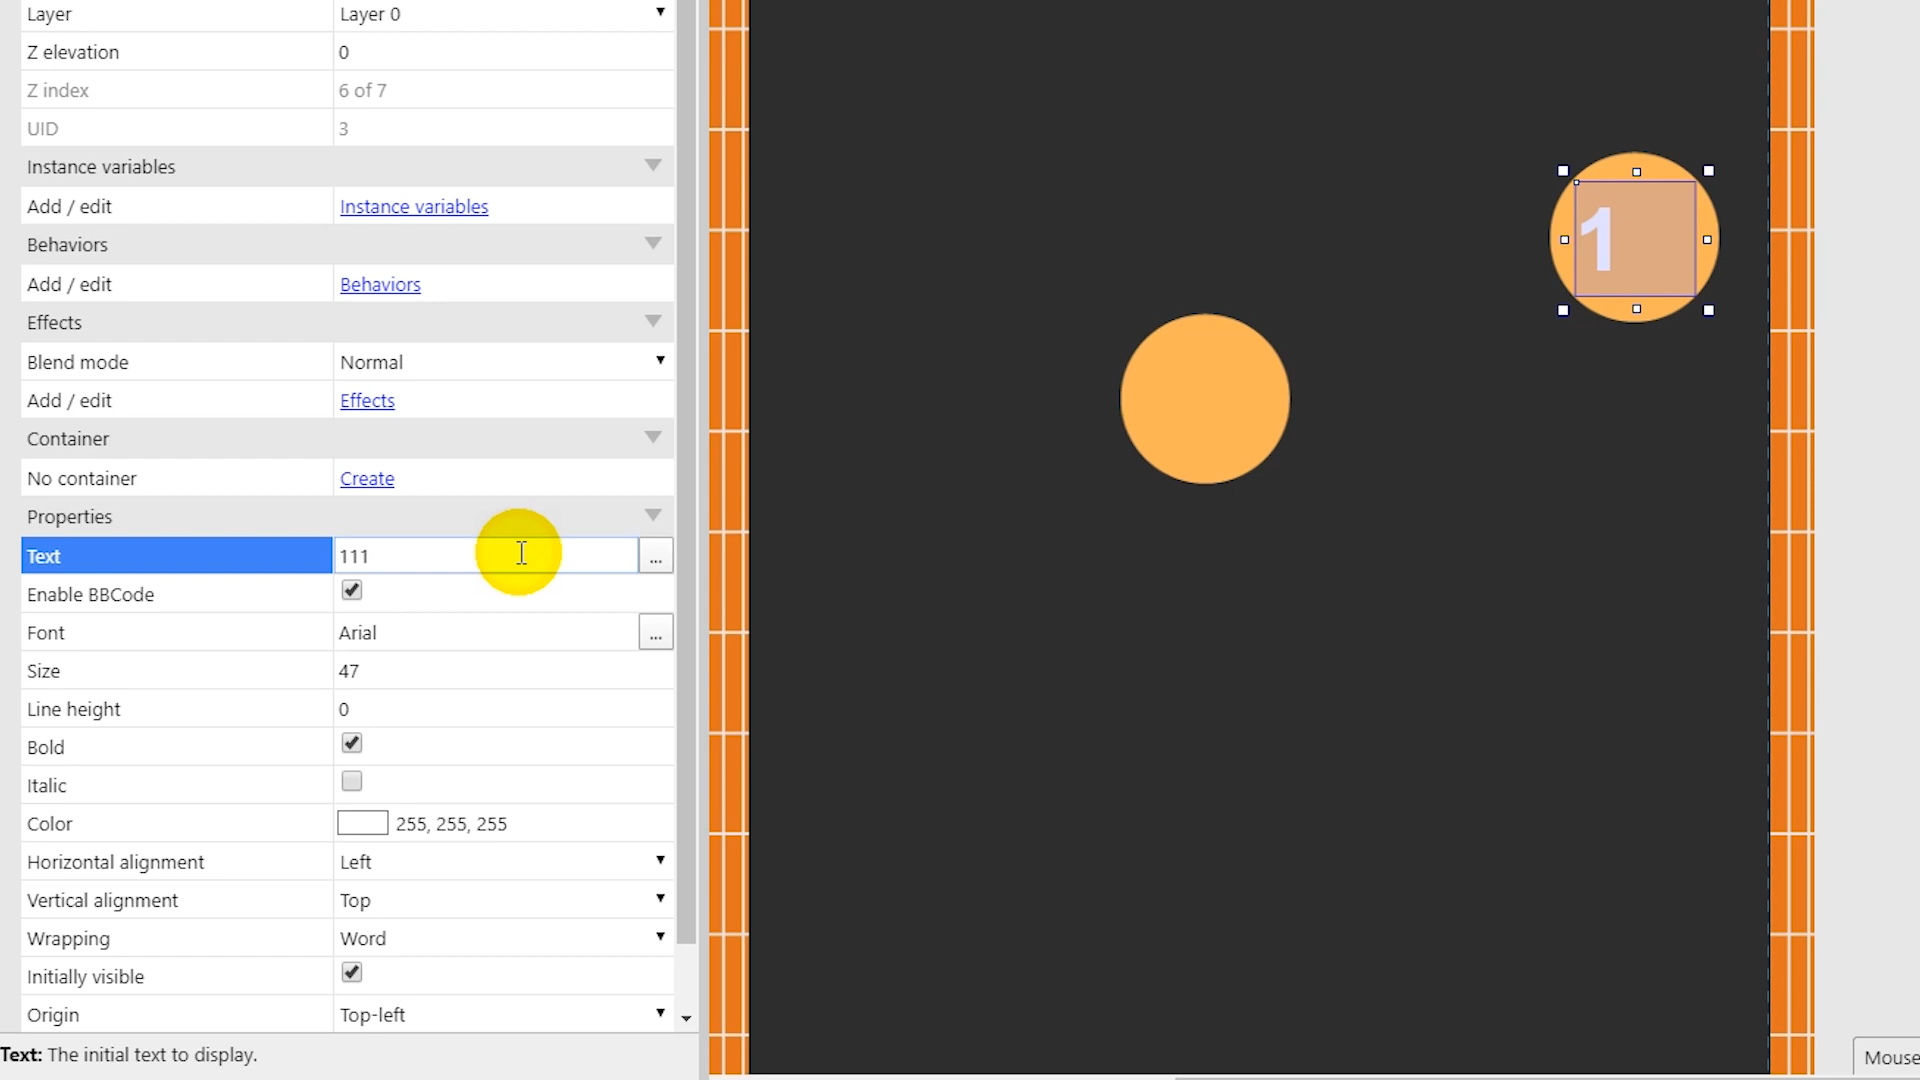 Layer Layer 0
Z elevation 0
Z index 6 of 7
UID 3
Instance variables
Add / edit Instance variables
Behaviors
Add / edit Behaviors
Effects
Blend mode Normal
Add / edit Effects
Container
No container Create
Properties
Text 111 ...
Enable BBCode
Font Arial ...
Size 47
Line height 0
Bold
Italic
Color 255, 255, 255
Horizontal alignment Left
Vertical alignment Top
Wrapping Word
Initially visible
Origin Top-left
Text: The initial text to display.
1
Mouse